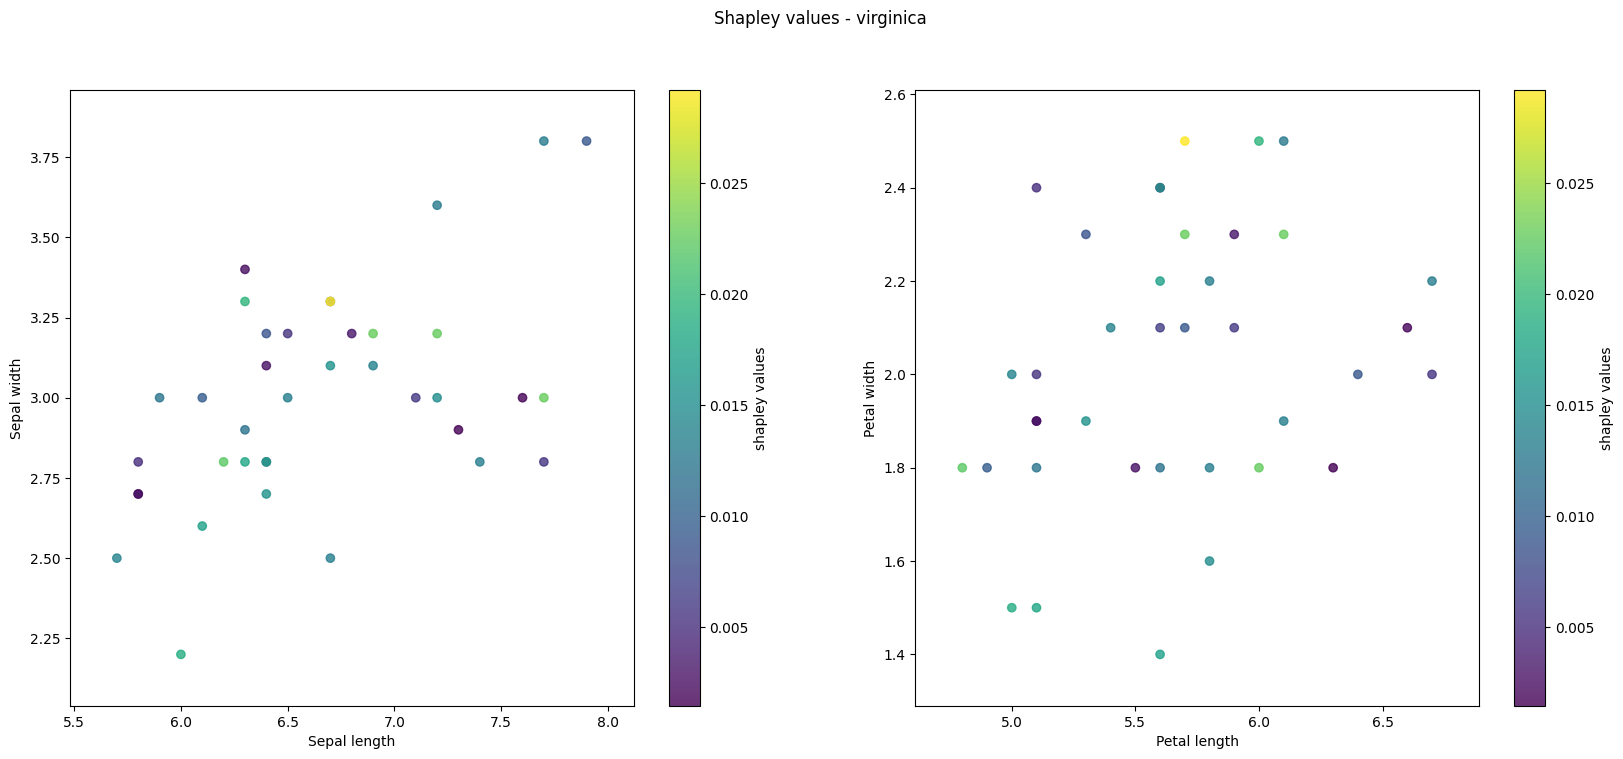 Shapley values - virginica
3.75
3.50
3.25
3.00
2.75
2.50
2.25
Sepal width
5.5 6.0 6.5 7.0 7.5 8.0
Sepal length
0.025
0.020
0.015
0.010
0.005
shapley values
2.6
2.4
2.2
2.0
1.8
1.6
1.4
Petal width
5.0 5.5 6.0 6.5
Petal length
0.025
0.020
0.015
0.010
0.005
shapley values